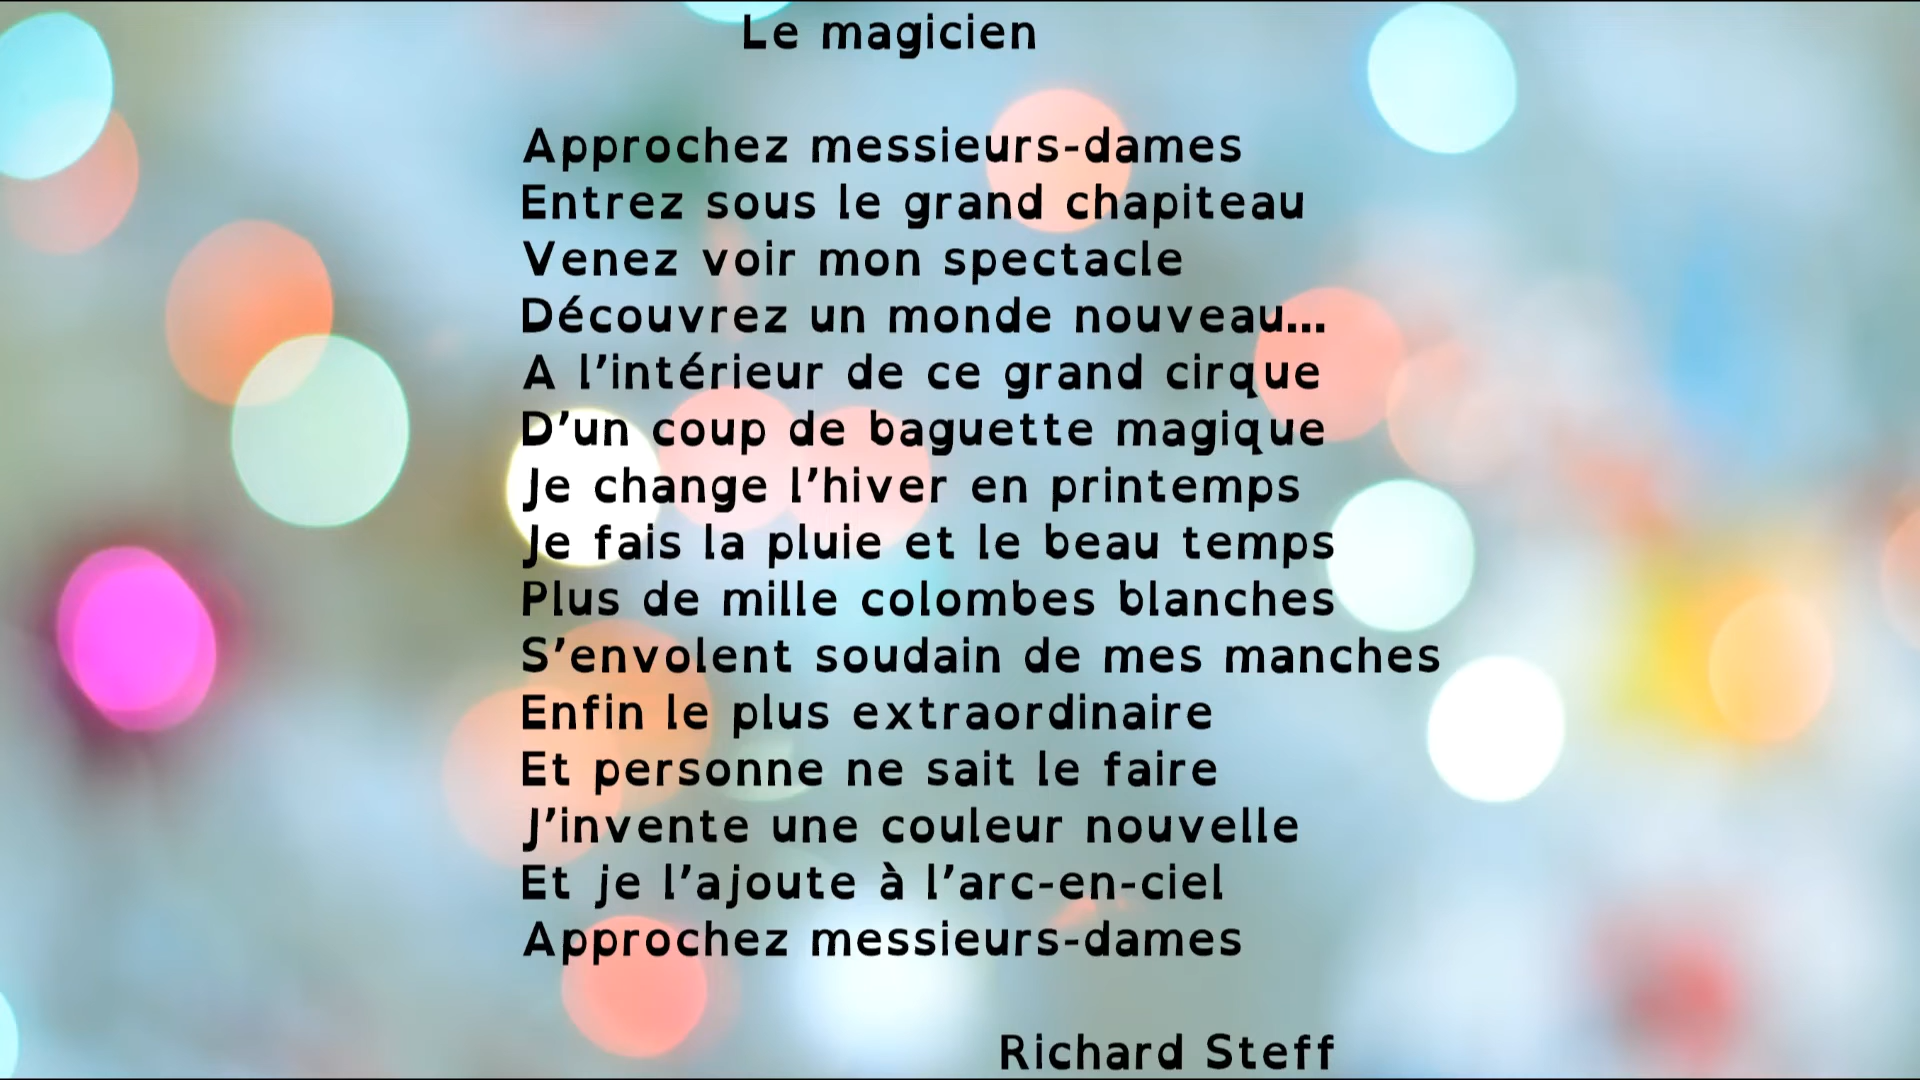 Le magicien
Approchez messieurs-dames
Entrez sous le grand chapiteau
Venez voir mon spectacle
Découvrez un monde nouveau...
A l’intérieur de ce grand cirque
D’un coup de baguette magique
Je change l’hiver en printemps
Je fais la pluie et le beau temps
Plus de mille colombes blanches
S’envolent soudain de mes manches
Enfin le plus extraordinaire
Et personne ne sait le faire
J’invente une couleur nouvelle
Et je l’ajoute à l’arc-en-ciel
Approchez messieurs-dames
Richard Steff